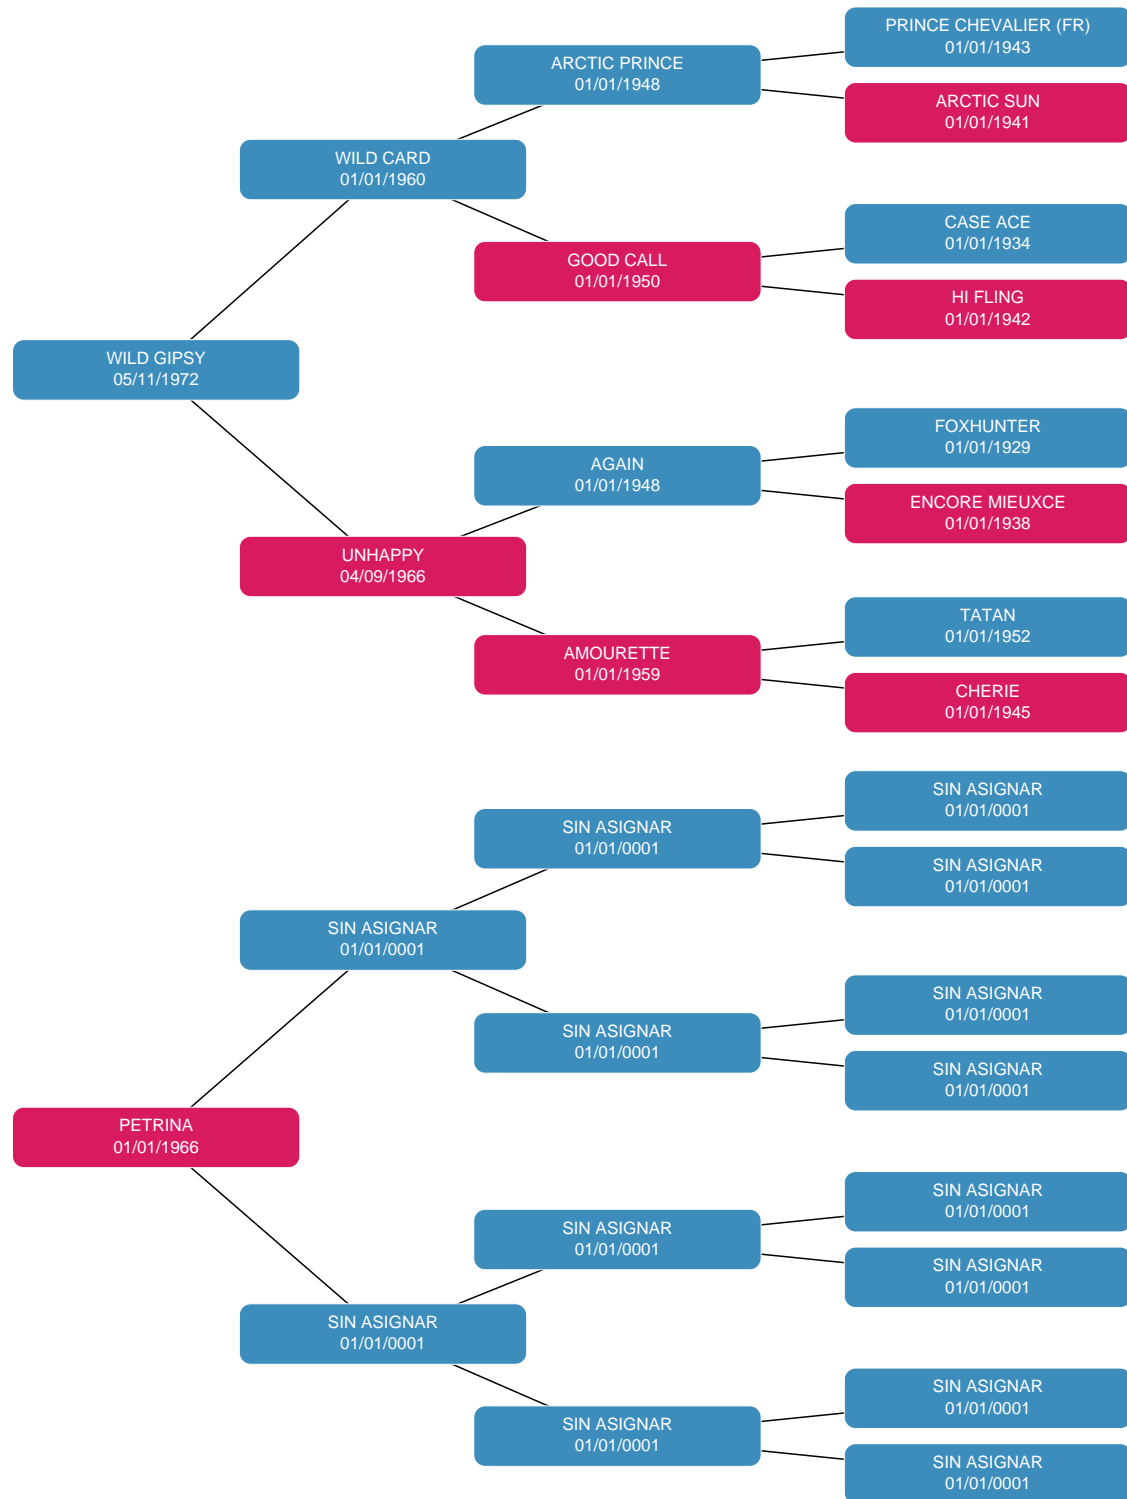 PRINCE CHEVALIER (FR)
01/01/1943
ARCTIC PRINCE
01/01/1948
ARCTIC SUN
01/01/1941
WILD CARD
01/01/1960
CASE ACE
01/01/1934
GOOD CALL
01/01/1950
HI FLING
01/01/1942
WILD GIPSY
05/11/1972
FOXHUNTER
01/01/1929
AGAIN
01/01/1948
ENCORE MIEUXCE
01/01/1938
UNHAPPY
04/09/1966
TATAN
01/01/1952
AMOURETTE
01/01/1959
CHERIE
01/01/1945
SIN ASIGNAR
01/01/0001
SIN ASIGNAR
01/01/0001
SIN ASIGNAR
01/01/0001
SIN ASIGNAR
01/01/0001
SIN ASIGNAR
01/01/0001
SIN ASIGNAR
01/01/0001
SIN ASIGNAR
01/01/0001
PETRINA
01/01/1966
SIN ASIGNAR
01/01/0001
SIN ASIGNAR
01/01/0001
SIN ASIGNAR
01/01/0001
SIN ASIGNAR
01/01/0001
SIN ASIGNAR
01/01/0001
SIN ASIGNAR
01/01/0001
SIN ASIGNAR
01/01/0001